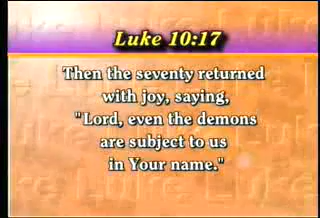 Luke 10:17
Then the seventy returned
with joy, saying,
"Lord, even the demons
are subject to us
in Your name."